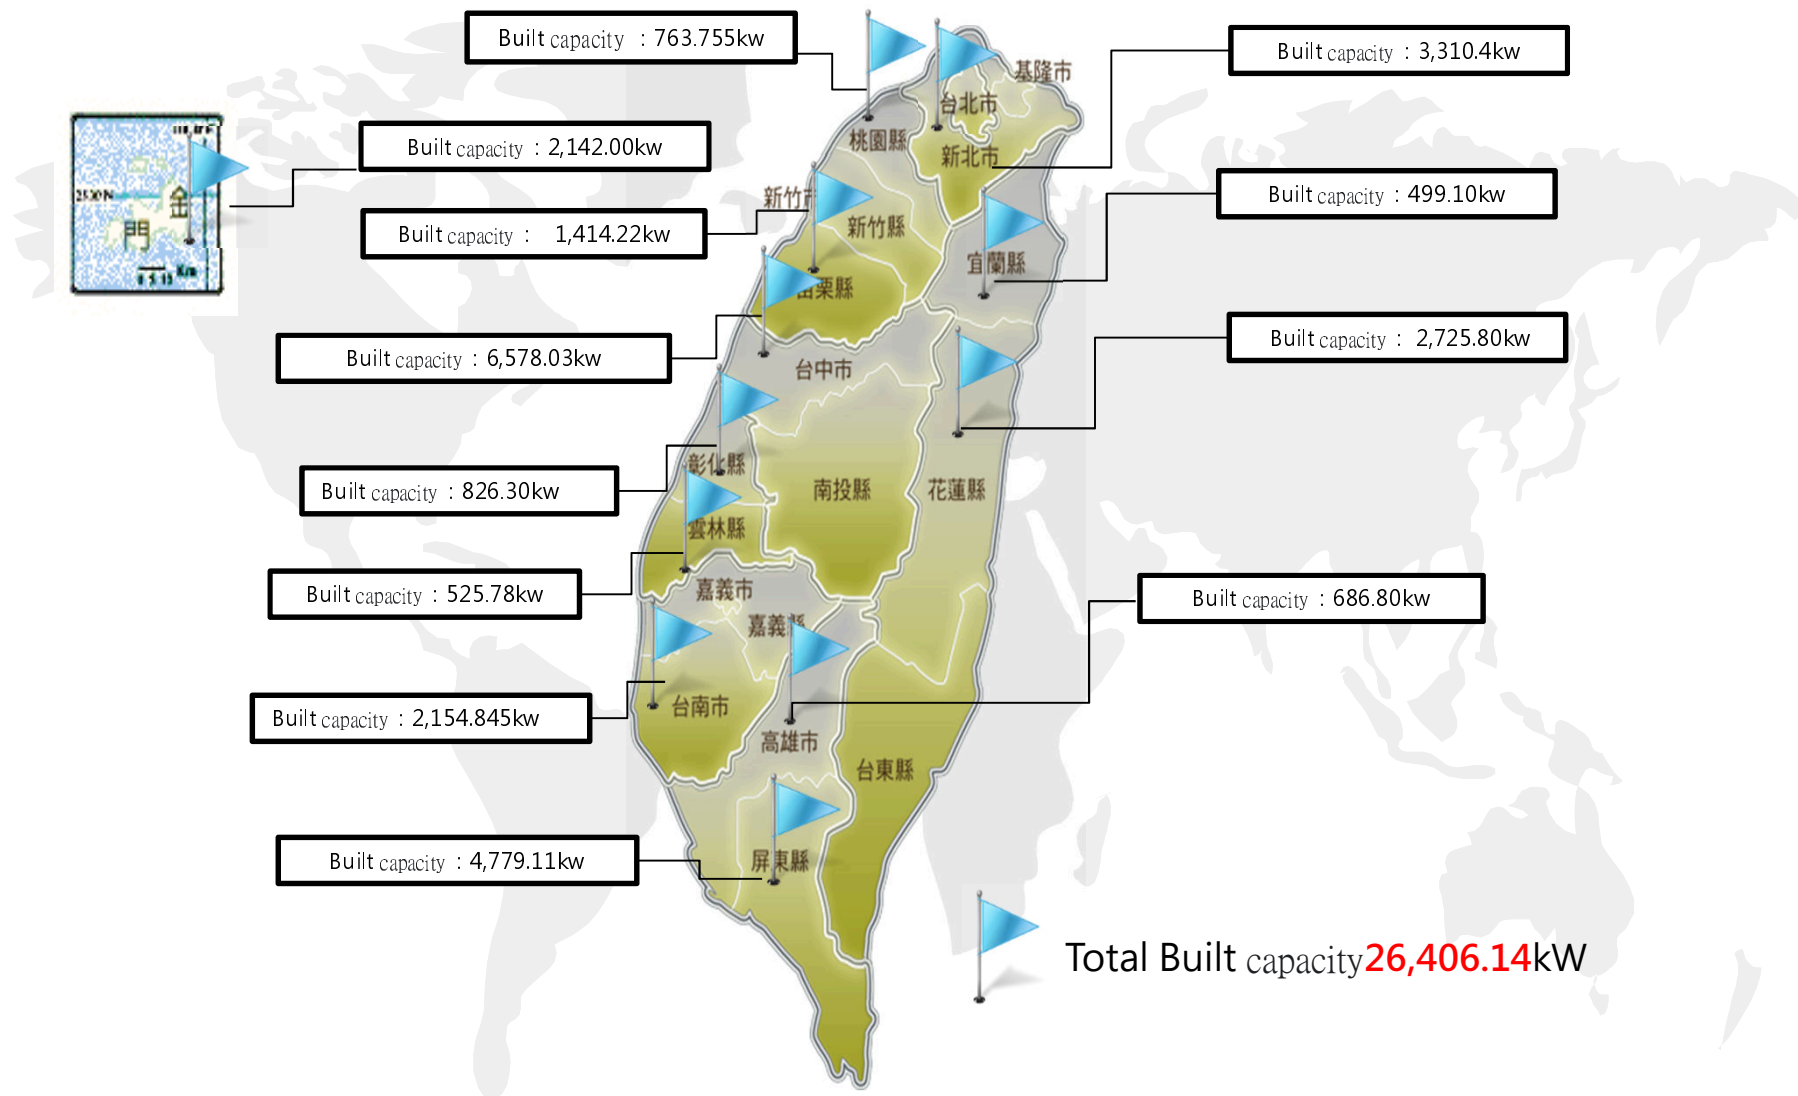 Built capacity : 763.755kw
Built capacity : 3,310.4kw
基隆市
台北市
桃園縣
Built capacity : 2,142.00kw
新北市
金
門
Km
Built capacity : 499.10kw
新竹市
新竹縣
Built capacity : 1,414.22kw
宜蘭縣
苗栗縣
Built capacity : 2,725.80kw
Built capacity : 6,578.03kw
台中市
彰化縣
Built capacity : 826.30kw
南投縣
花蓮縣
雲林縣
嘉義市
Built capacity : 525.78kw
Built capacity : 686.80kw
嘉義縣
台南市
Built capacity : 2,154.845kw
高雄市
台東縣
Built capacity : 4,779.11kw
屏東縣
Total Built capacity26,406.14kW